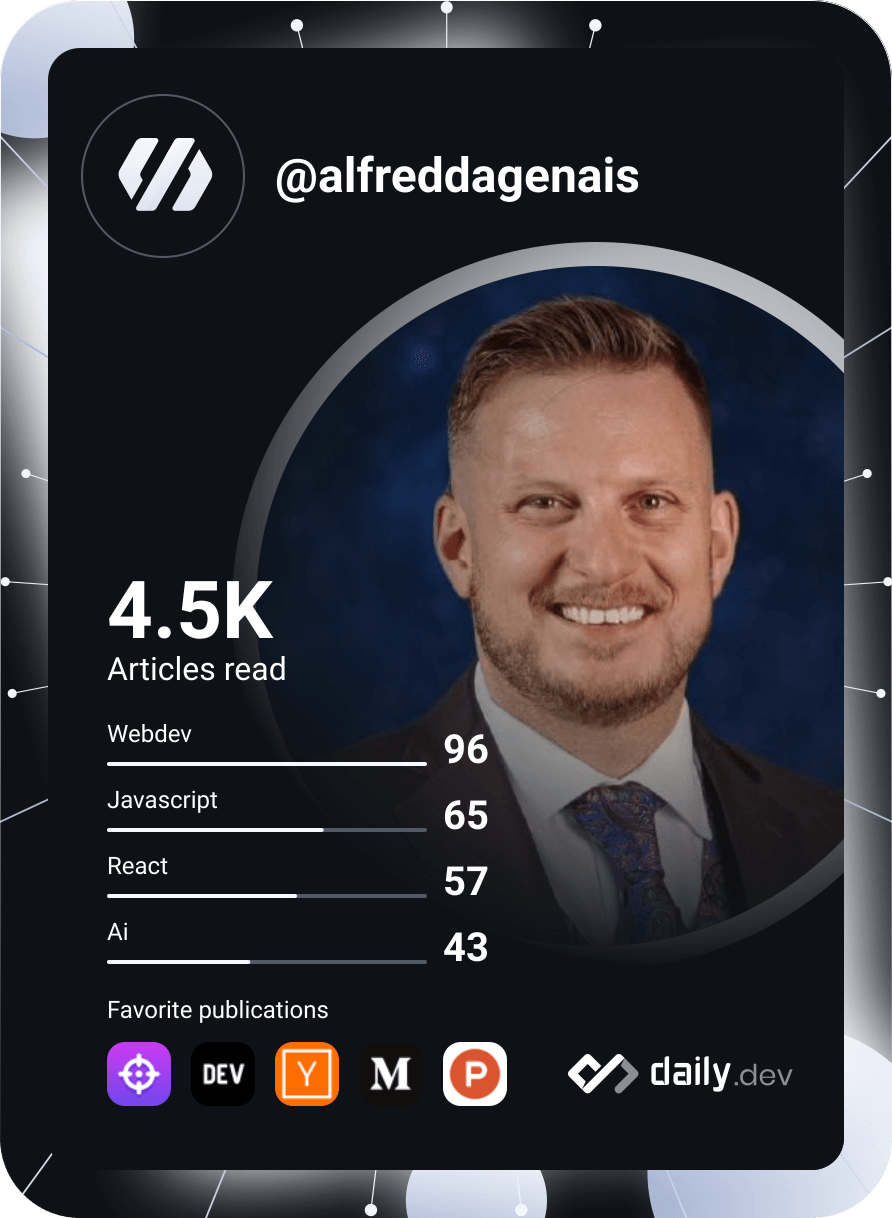 @alfreddagenais
4.5K
Articles read
Webdev
96
Javascript
65
React
57
Ai
43
Favorite publications
DEV
Y
M
P
daily.dev